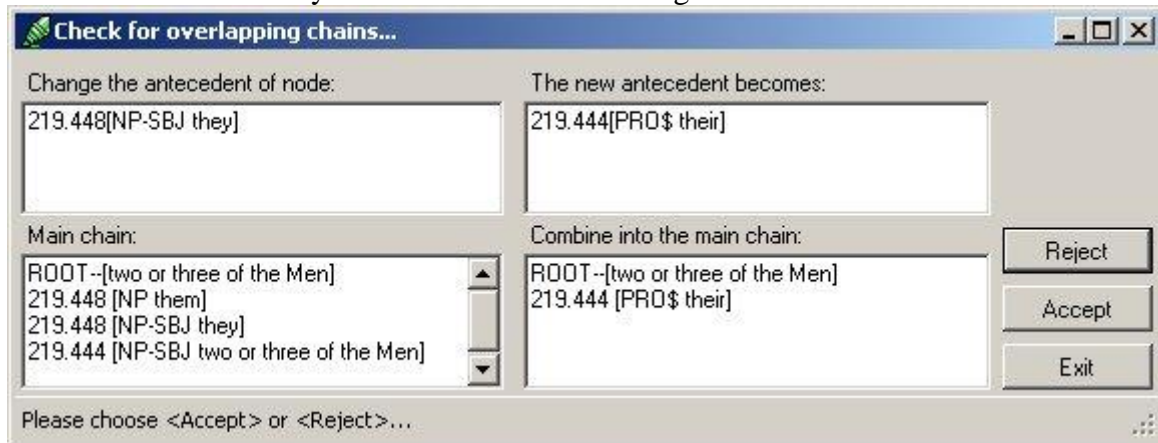 Check for overlapping chains...
Change the antecedent of node:
219.448[NP-SBJ they]
The new antecedent becomes:
219.444[PRO$ their]
Main chain:
ROOT--[two or three of the Men]
219.448 [NP them]
219.448 [NP-SBJ they]
219.444 [NP-SBJ two or three of the Men]
Combine into the main chain:
ROOT--[two or three of the Men]
219.444 [PRO$ their]
Reject
Accept
Exit
Please choose <Accept> or <Reject>...